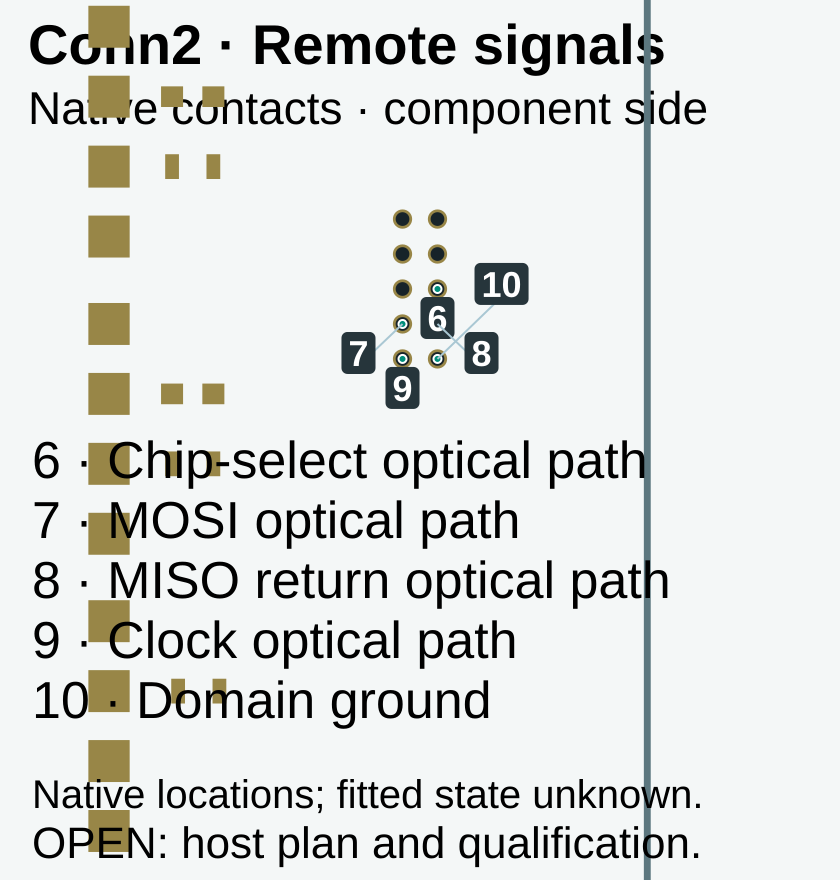 Conn2 · Remote signals
Native contacts · component side
10
6
7
8
9
6 · Chip-select optical path
7 · MOSI optical path
8 · MISO return optical path
9 · Clock optical path
10 · Domain ground
Native locations; fitted state unknown.
OPEN: host plan and qualification.